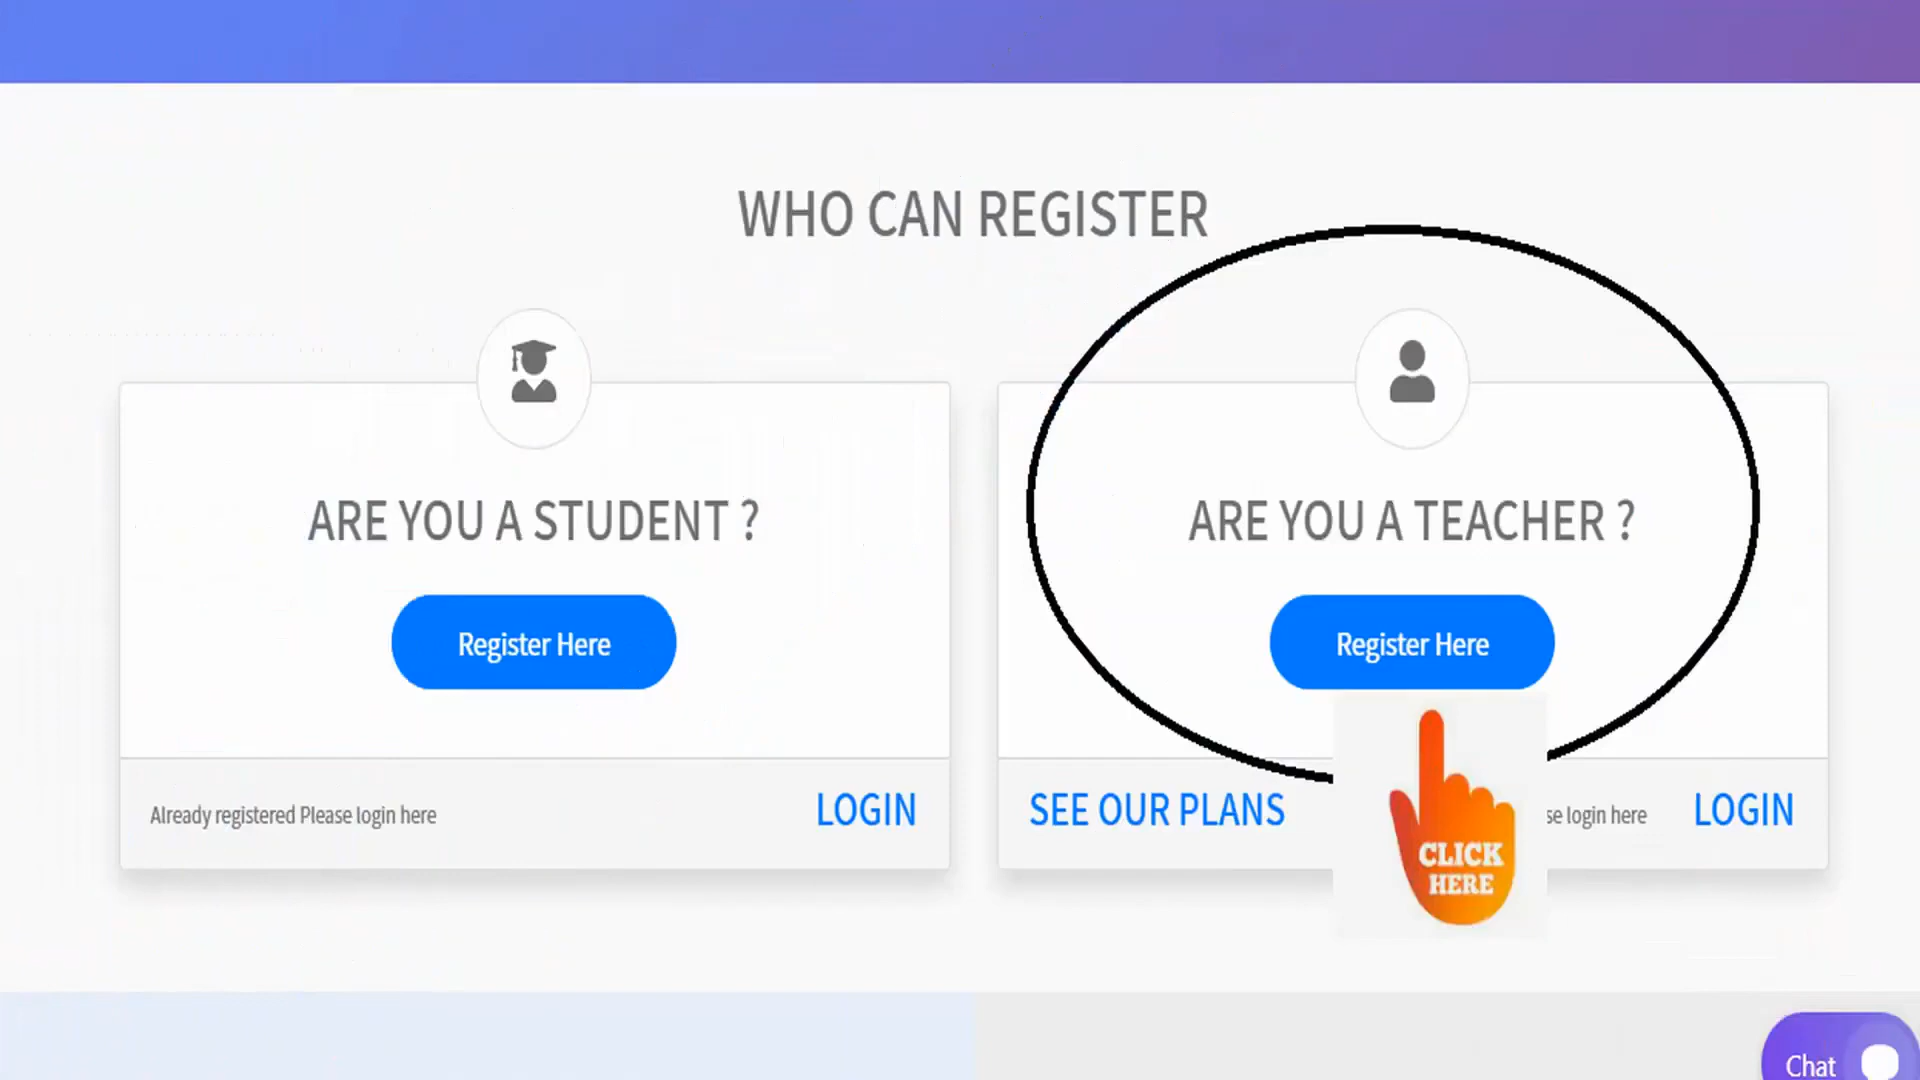 WHO CAN REGISTER
ARE YOU A STUDENT ?
Register Here
Already registered Please login here
LOGIN
ARE YOU A TEACHER ?
Register Here
SEE OUR PLANS
login here
LOGIN
CLICK
HERE
Chat